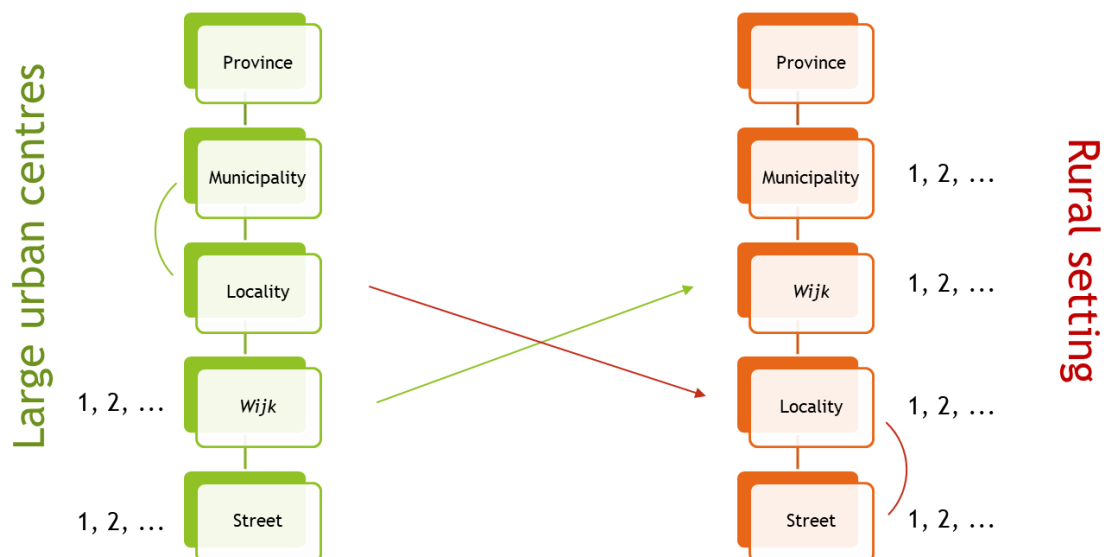 Large urban centres
Province
Municipality
Locality
1, 2, ...
Wijk
1, 2, ...
Street
Province
Municipality
1, 2, ...
Wijk
1, 2, ...
Locality
1, 2, ...
Street
1, 2, ...
Rural setting